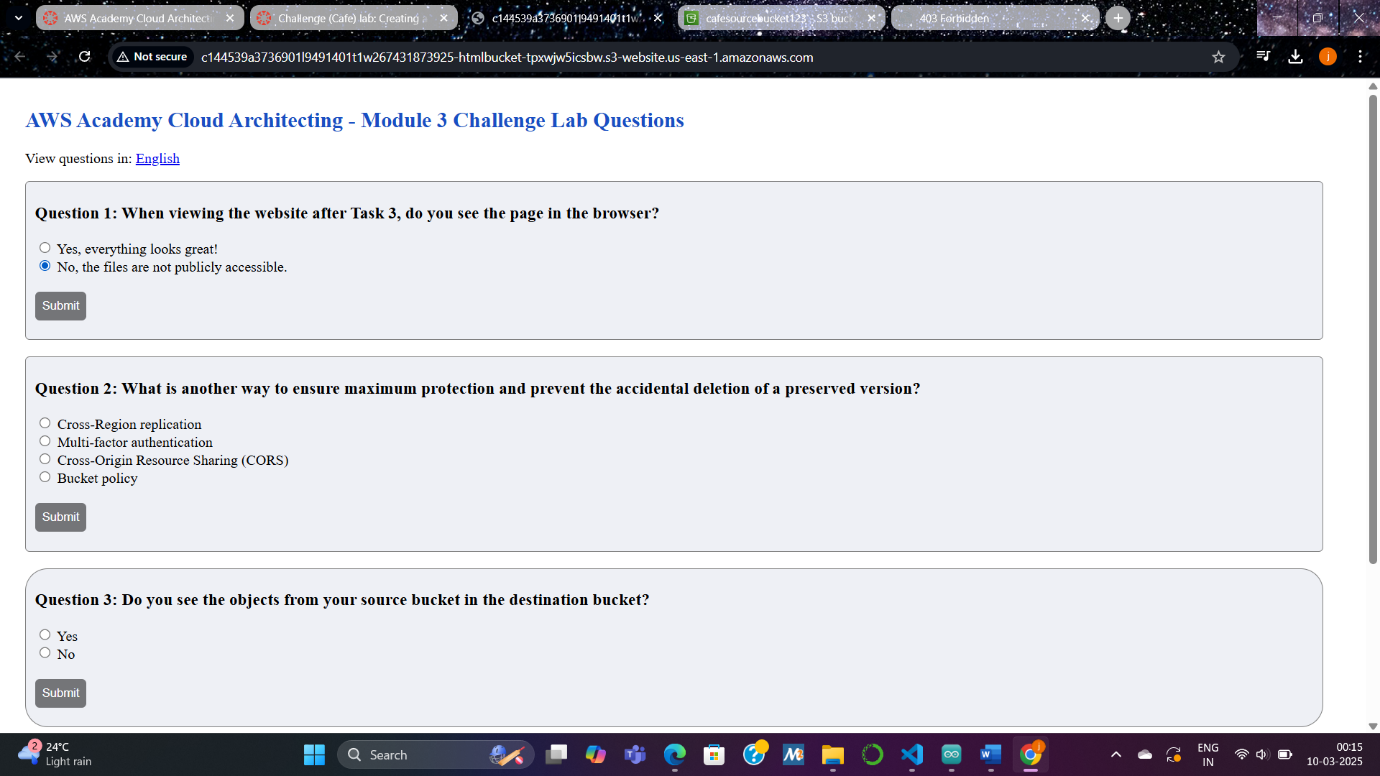 AWS Academy Cloud Architecti
Challenge (Cafe) lab: Creating a
c144539a3736901l9491401t1w
cafesourcebucket123 - S3 buck
403 Forbidden
Not secure
c144539a3736901l9491401t1w267431873925-htmlbucket-tpxwjw5icsbw.s3-website.us-east-1.amazonaws.com
j
AWS Academy Cloud Architecting - Module 3 Challenge Lab Questions
View questions in: English
Question 1: When viewing the website after Task 3, do you see the page in the browser?
Yes, everything looks great!
No, the files are not publicly accessible.
Submit
Question 2: What is another way to ensure maximum protection and prevent the accidental deletion of a preserved version?
Cross-Region replication
Multi-factor authentication
Cross-Origin Resource Sharing (CORS)
Bucket policy
Submit
Question 3: Do you see the objects from your source bucket in the destination bucket?
Yes
No
Submit
2
24°C
Light rain
Search
ENG
IN
00:15
10-03-2025